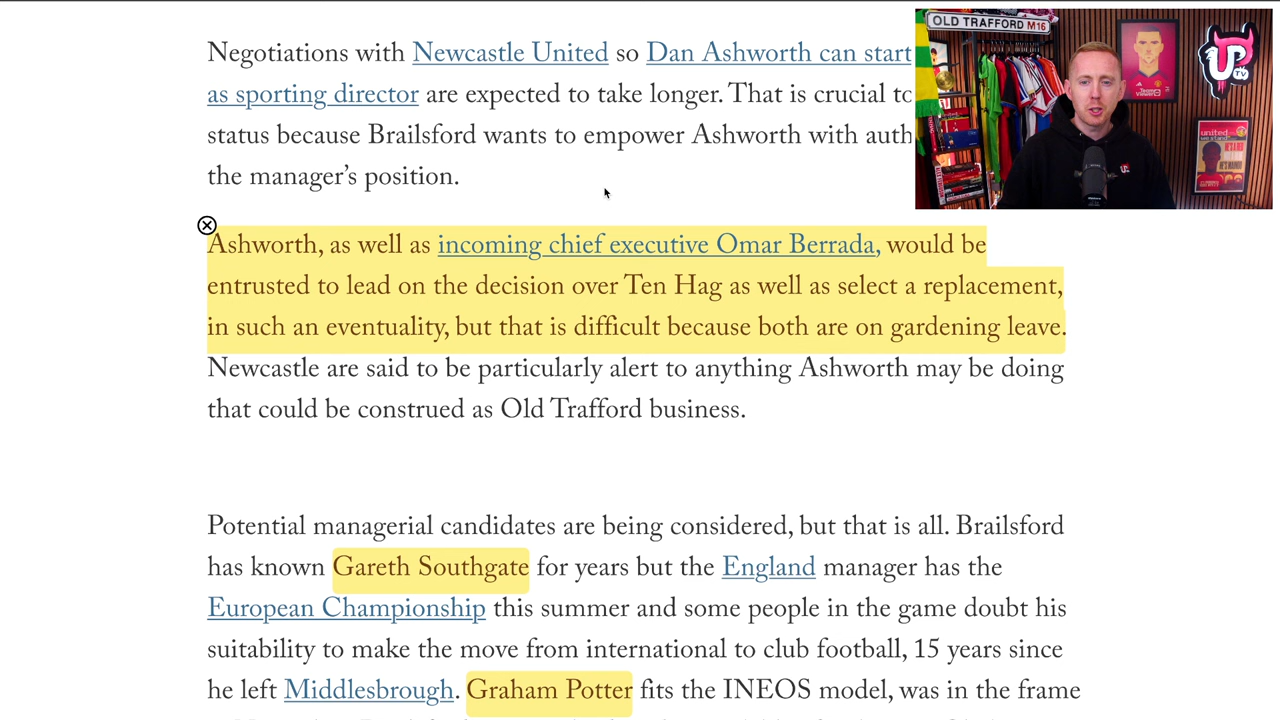 Negotiations with Newcastle United so Dan Ashworth can start
as sporting director are expected to take longer. That is crucial to
status because Brailsford wants to empower Ashworth with auth
the manager's position.
Ashworth, as well as incoming chief executive Omar Berrada, would be
entrusted to lead on the decision over Ten Hag as well as select a replacement,
in such an eventuality, but that is difficult because both are on gardening leave.
Newcastle are said to be particularly alert to anything Ashworth may be doing
that could be construed as Old Trafford business.
Potential managerial candidates are being considered, but that is all. Brailsford
has known Gareth Southgate for years but the England manager has the
European Championship this summer and some people in the game doubt his
suitability to make the move from international to club football, 15 years since
he left Middlesbrough. Graham Potter fits the INEOS model, was in the frame
OLD TRAFFORD M16
UP
TV
TeamViewer
united